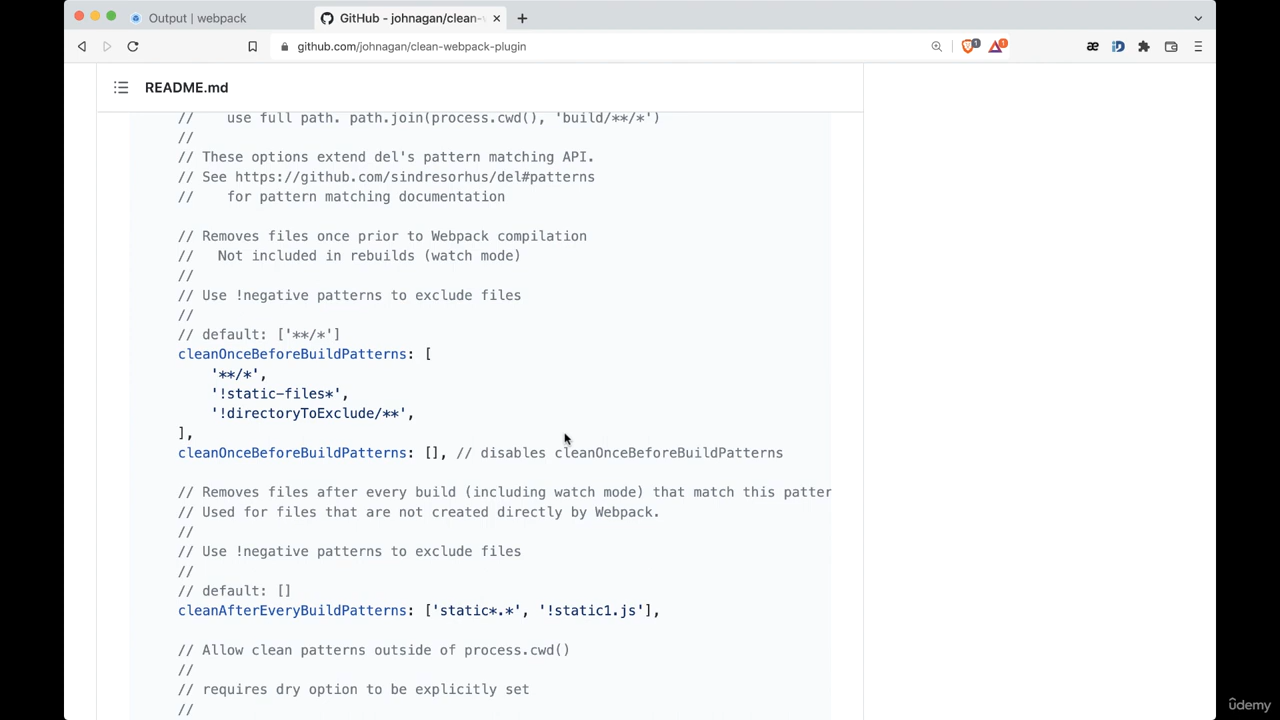 Output | webpack
GitHub - johnagan/clean-
github.com/johnagan/clean-webpack-plugin
1
1
README.md
//    use full path. path.join(process.cwd(), 'build/**/*')
//
// These options extend del's pattern matching API.
// See https://github.com/sindresorhus/del#patterns
//    for pattern matching documentation
// Removes files once prior to Webpack compilation
//   Not included in rebuilds (watch mode)
//
// Use !negative patterns to exclude files
//
// default: ['**/*']
cleanOnceBeforeBuildPatterns: [
'**/*',
'!static-files*',
'!directoryToExclude/**',
],
cleanOnceBeforeBuildPatterns: [], // disables cleanOnceBeforeBuildPatterns
// Removes files after every build (including watch mode) that match this patter
// Used for files that are not created directly by Webpack.
//
// Use !negative patterns to exclude files
//
// default: []
cleanAfterEveryBuildPatterns: ['static*.*', '!static1.js'],
// Allow clean patterns outside of process.cwd()
//
// requires dry option to be explicitly set
//
ûdemy